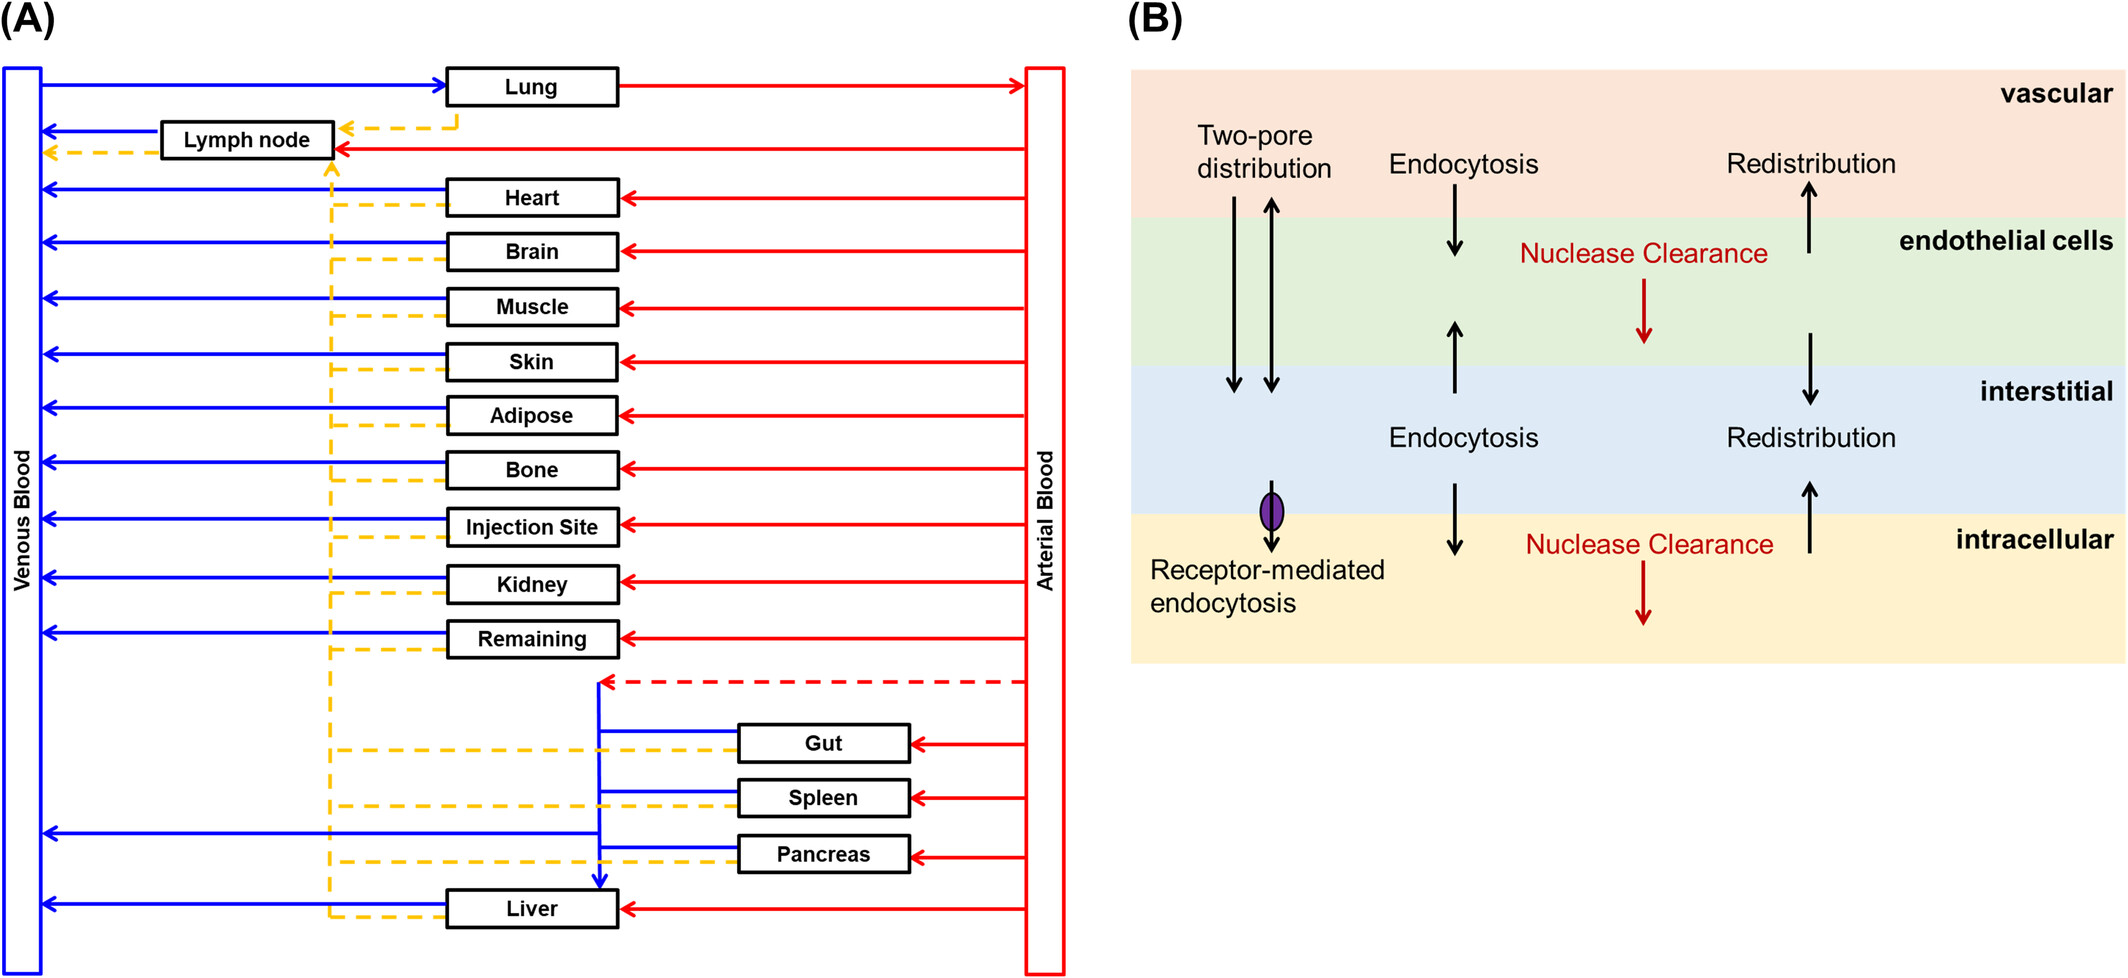 (A)
Lung
Lymph node
Heart
Brain
Muscle
Skin
Adipose
Bone
Injection Site
Kidney
Remaining
Gut
Spleen
Pancreas
Liver
Venous Blood
Arterial Blood
(B)
vascular
Two-pore
distribution
Endocytosis
Redistribution
endothelial cells
Nuclease Clearance
interstitial
Endocytosis
Redistribution
intracellular
Nuclease Clearance
Receptor-mediated
endocytosis